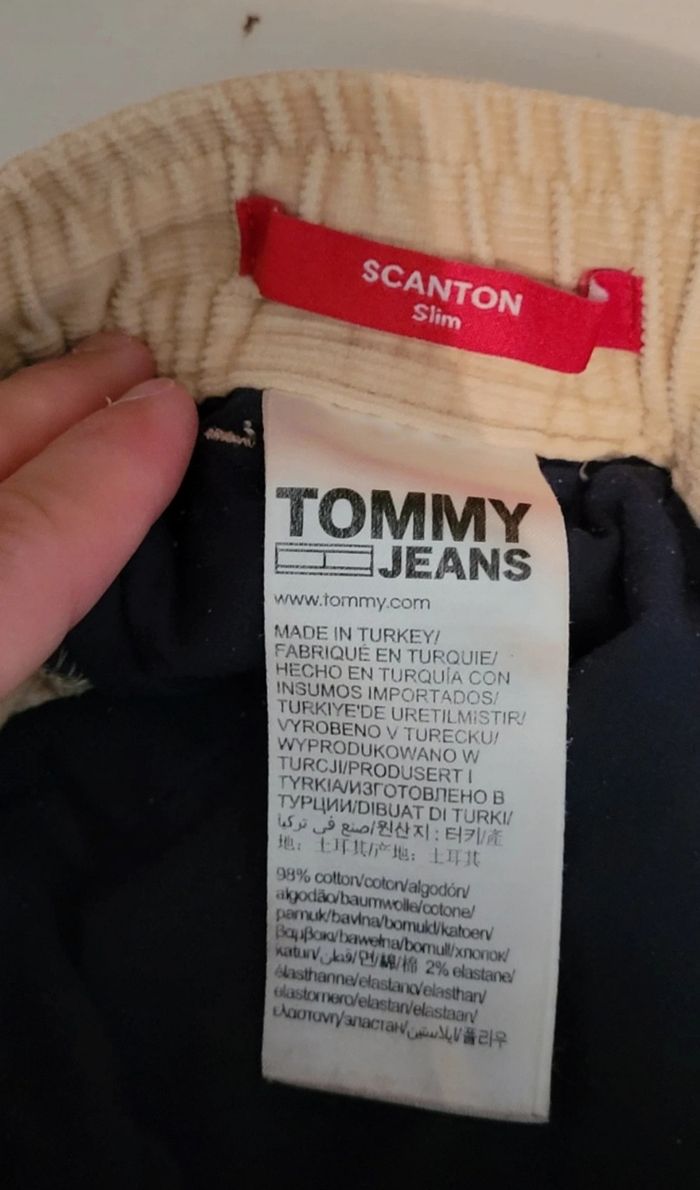 SCANTON
Slim
TOMMY
JEANS
www.tommy.com
MADE IN TURKEY/
FABRIQUÉ EN TURQUIE/
HECHO EN TURQUÍA CON
INSUMOS IMPORTADOS/
TURKIYE'DE URETILMISTIR/
VYROBENO V TURECKU/
WYPRODUKOWANO W
TURCJI/PRODUSERT I
TYRKIA/ИЗГОТОВЛЕНО В
ТУРЦИИ/DIBUAT DI TURKI/
صنع في تركيا/원산지: 터키/產
地: 土耳其/产地: 土耳其
98% cotton/coton/algodón/
algodão/baumwolle/cotone/
pamuk/bavlna/bomuld/katoen/
βαμβακι/bawełna/bomull/хлопок/
katun/قطن/면/綿/棉 2% elastane/
élasthanne/elastano/elasthan/
elastomero/elastan/elastaan/
ελαστανη/эластан/إيلاستين/폴리우